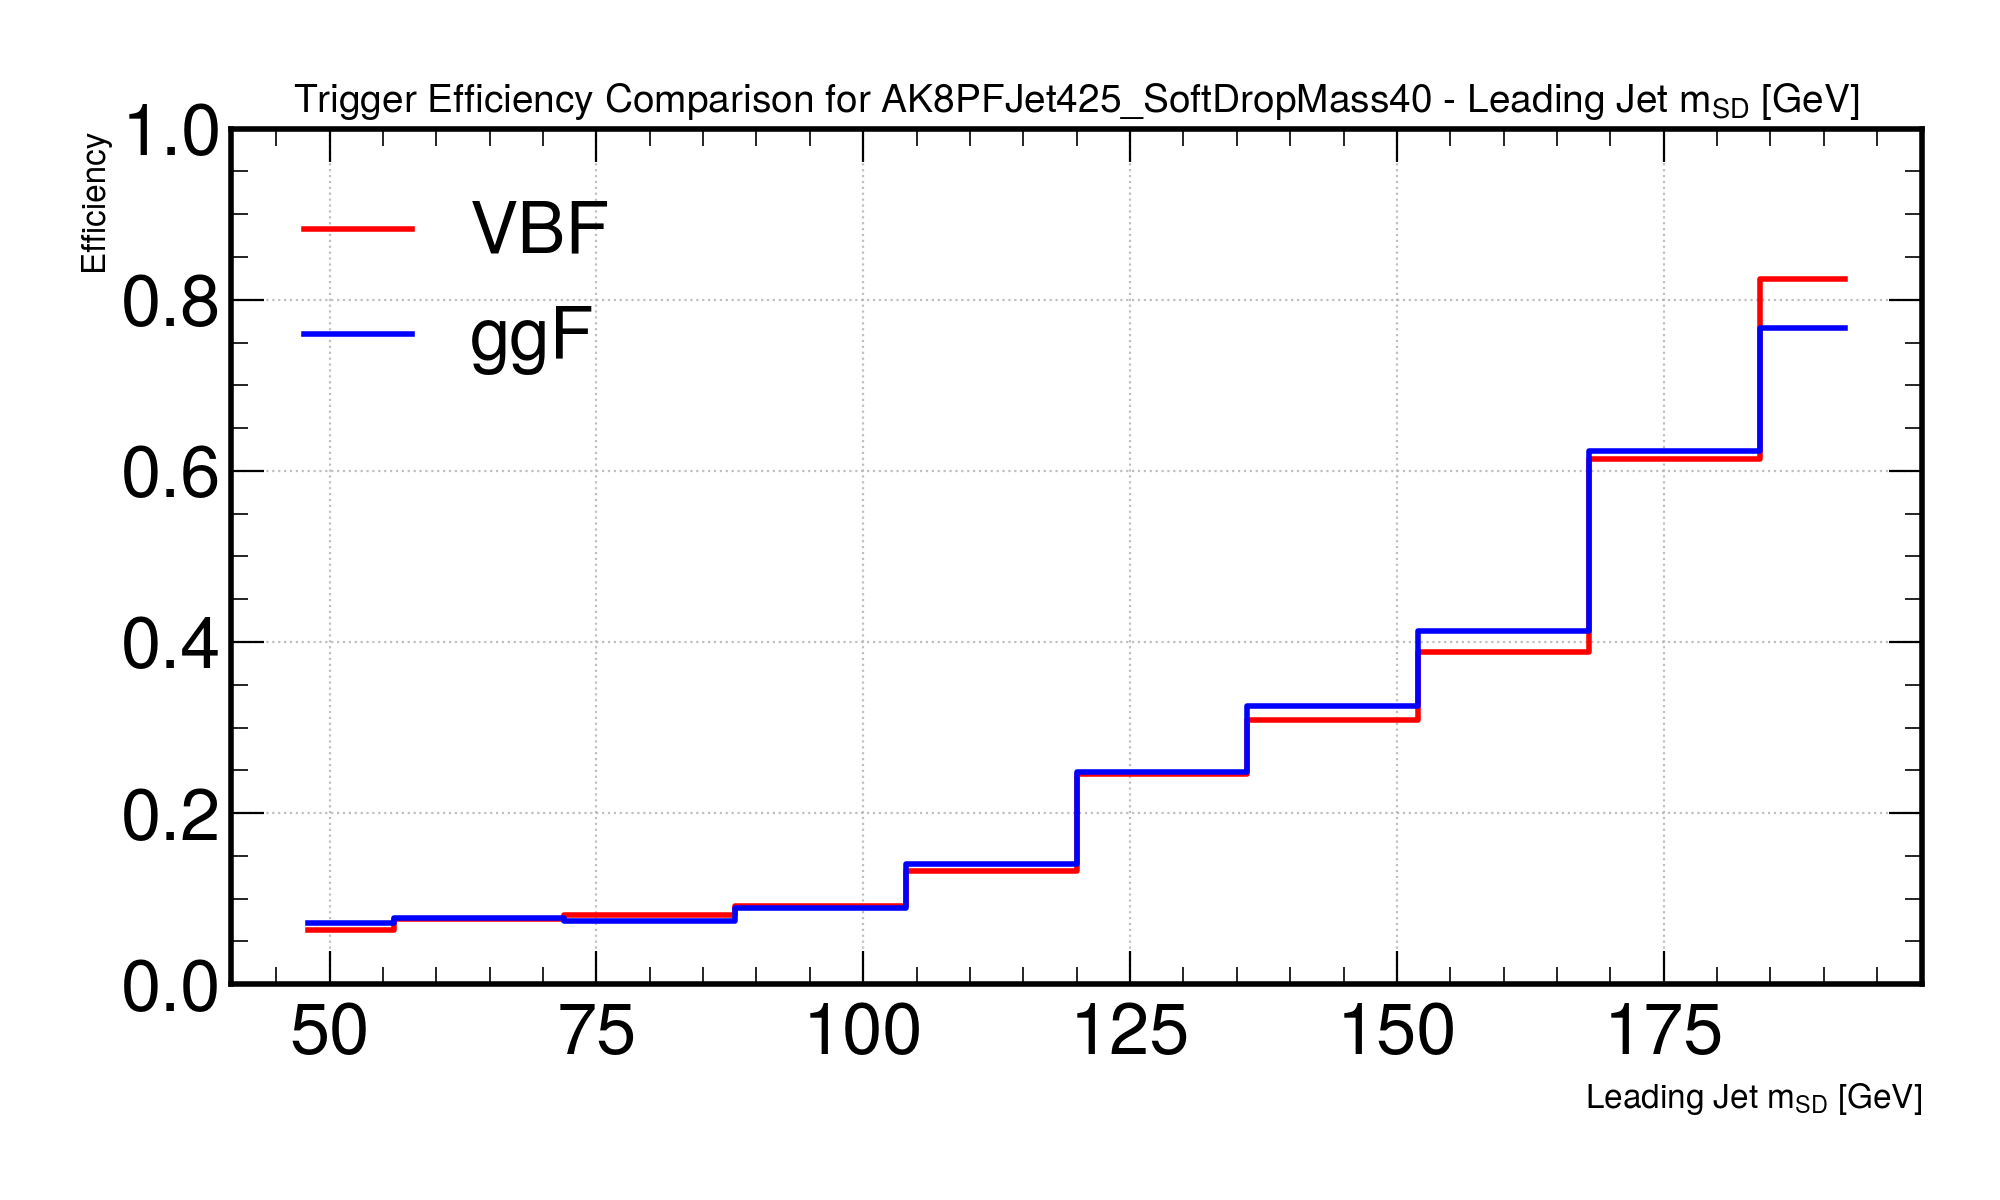 Trigger Efficiency Comparison for AK8PFJet425_SoftDropMass40 - Leading Jet mSD [GeV]
Efficiency
1.0
0.8
0.6
0.4
0.2
0.0
VBF
ggF
50 75 100 125 150 175
Leading Jet mSD [GeV]